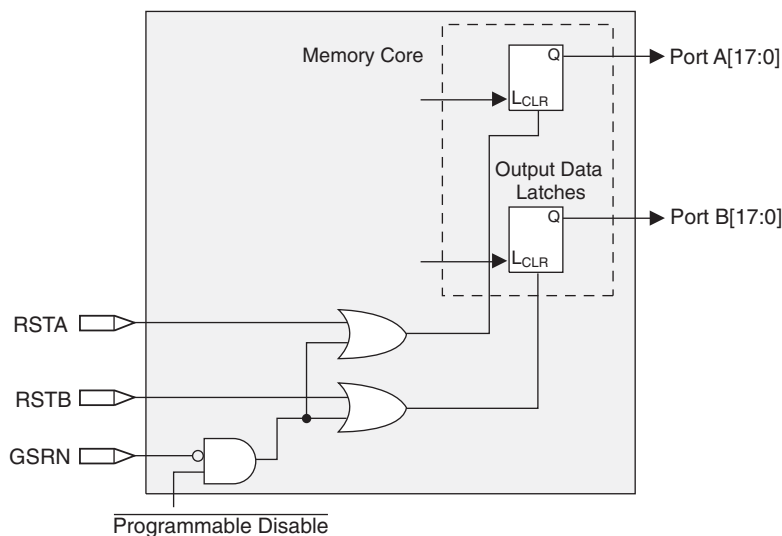 Memory Core
Q
Port A[17:0]
LCLR
Output Data
Latches
Q
Port B[17:0]
LCLR
RSTA
RSTB
GSRN
Programmable Disable